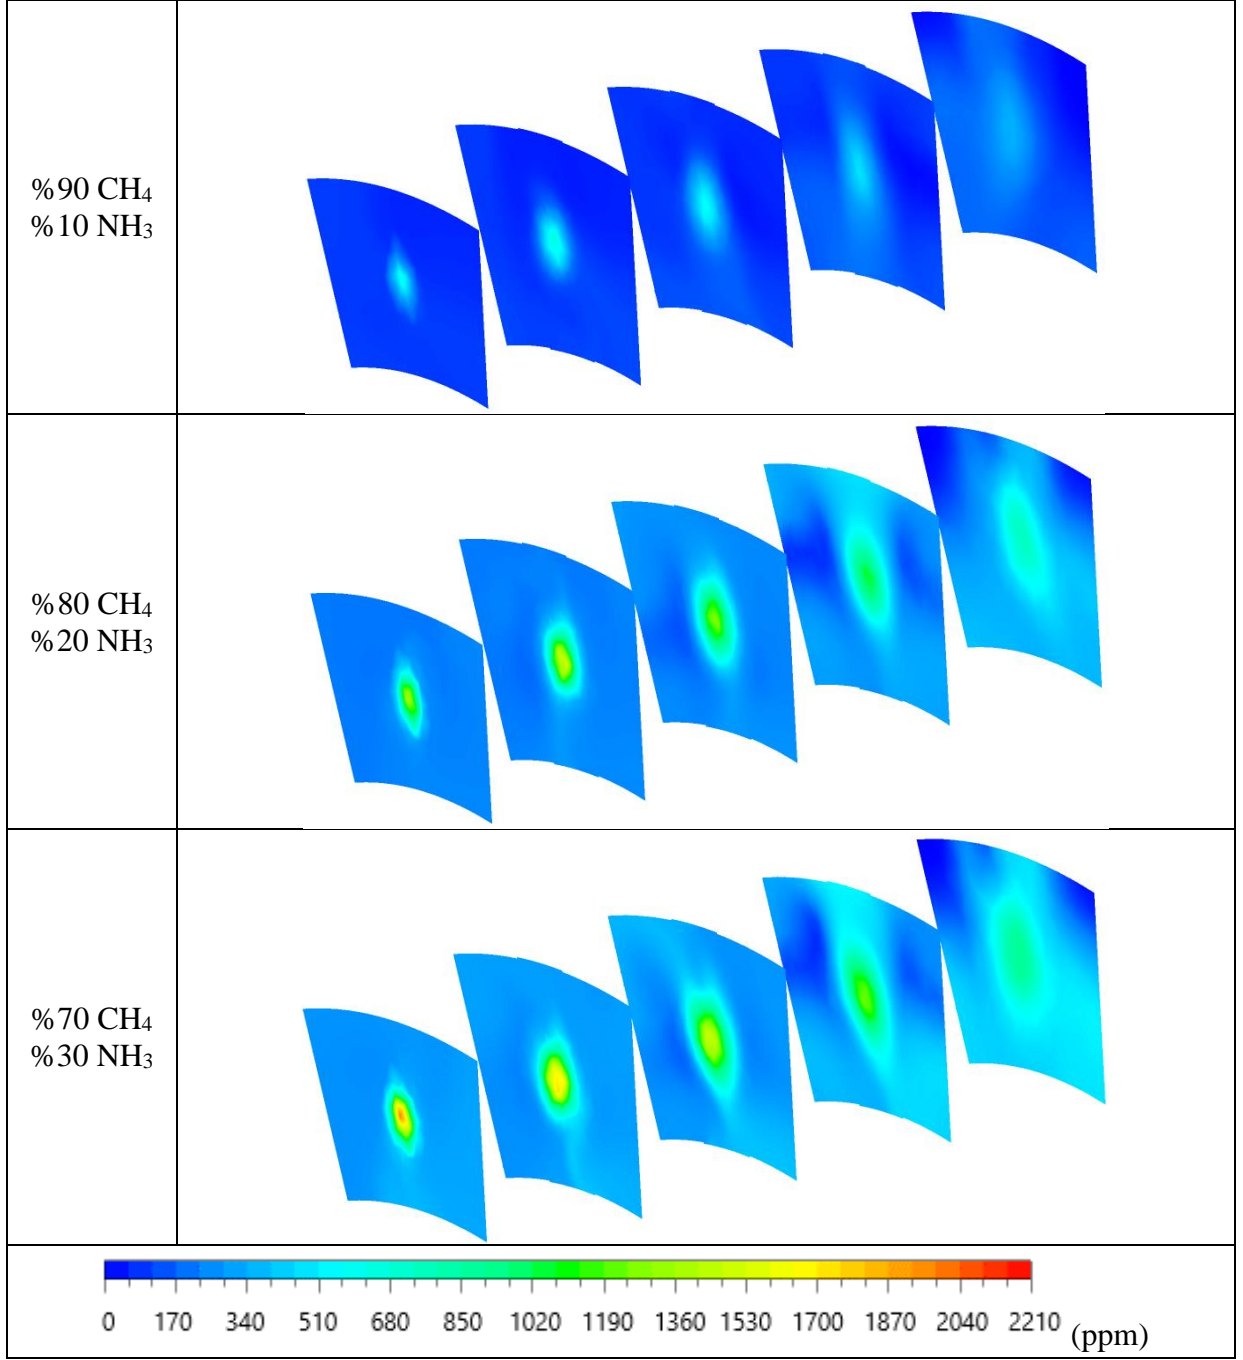 %90 CH₄
%10 NH₃
%80 CH₄
%20 NH₃
%70 CH₄
%30 NH₃
0 170 340 510 680 850 1020 1190 1360 1530 1700 1870 2040 2210 (ppm)